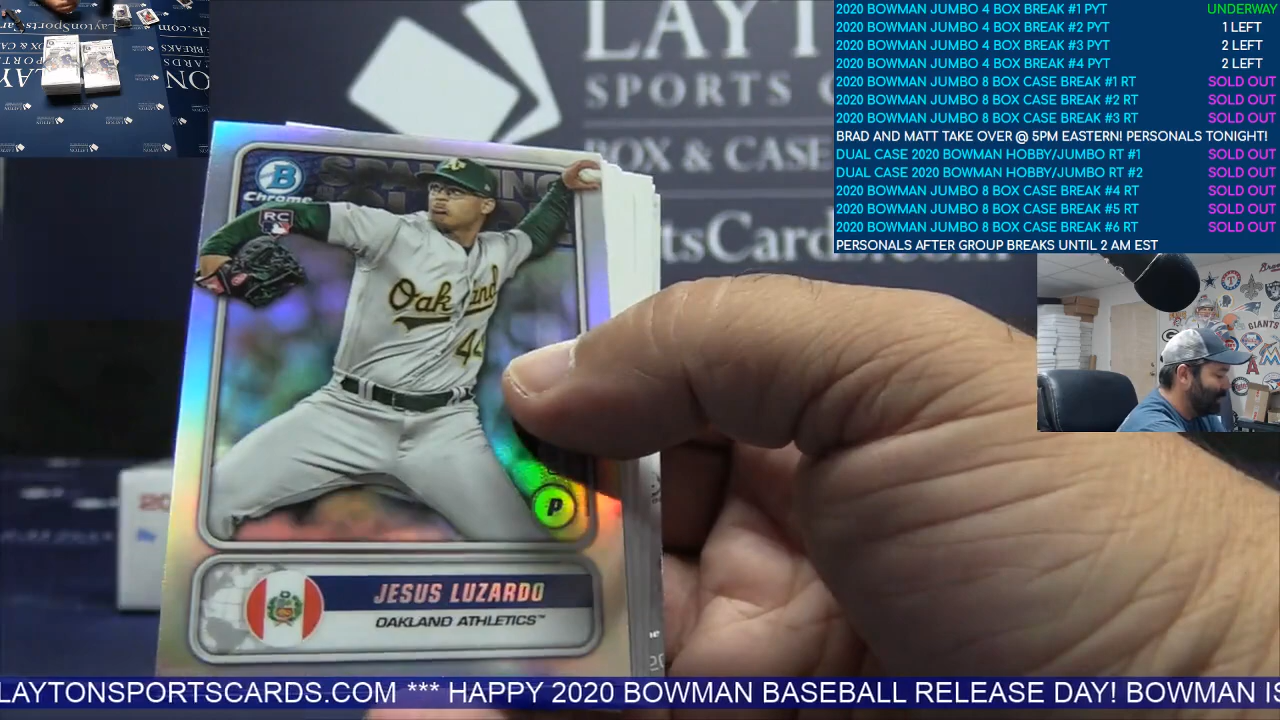 2020 BOWMAN JUMBO 4 BOX BREAK #1 PYT UNDERWAY
2020 BOWMAN JUMBO 4 BOX BREAK #2 PYT 1 LEFT
2020 BOWMAN JUMBO 4 BOX BREAK #3 PYT 2 LEFT
2020 BOWMAN JUMBO 4 BOX BREAK #4 PYT 2 LEFT
2020 BOWMAN JUMBO 8 BOX CASE BREAK #1 RT SOLD OUT
2020 BOWMAN JUMBO 8 BOX CASE BREAK #2 RT SOLD OUT
2020 BOWMAN JUMBO 8 BOX CASE BREAK #3 RT SOLD OUT
BRAD AND MATT TAKE OVER @ 5PM EASTERN! PERSONALS TONIGHT!
DUAL CASE 2020 BOWMAN HOBBY/JUMBO RT #1 SOLD OUT
DUAL CASE 2020 BOWMAN HOBBY/JUMBO RT #2 SOLD OUT
2020 BOWMAN JUMBO 8 BOX CASE BREAK #4 RT SOLD OUT
2020 BOWMAN JUMBO 8 BOX CASE BREAK #5 RT SOLD OUT
2020 BOWMAN JUMBO 8 BOX CASE BREAK #6 RT SOLD OUT
PERSONALS AFTER GROUP BREAKS UNTIL 2 AM EST
LAYT
SPORTS C
BOX & CASE
tsCards.com
B
Chrome
RC
A's
Oakland
44
P
JESUS LUZARDO
OAKLAND ATHLETICS™
LAYTONSPORTSCARDS.COM *** HAPPY 2020 BOWMAN BASEBALL RELEASE DAY! BOWMAN IS